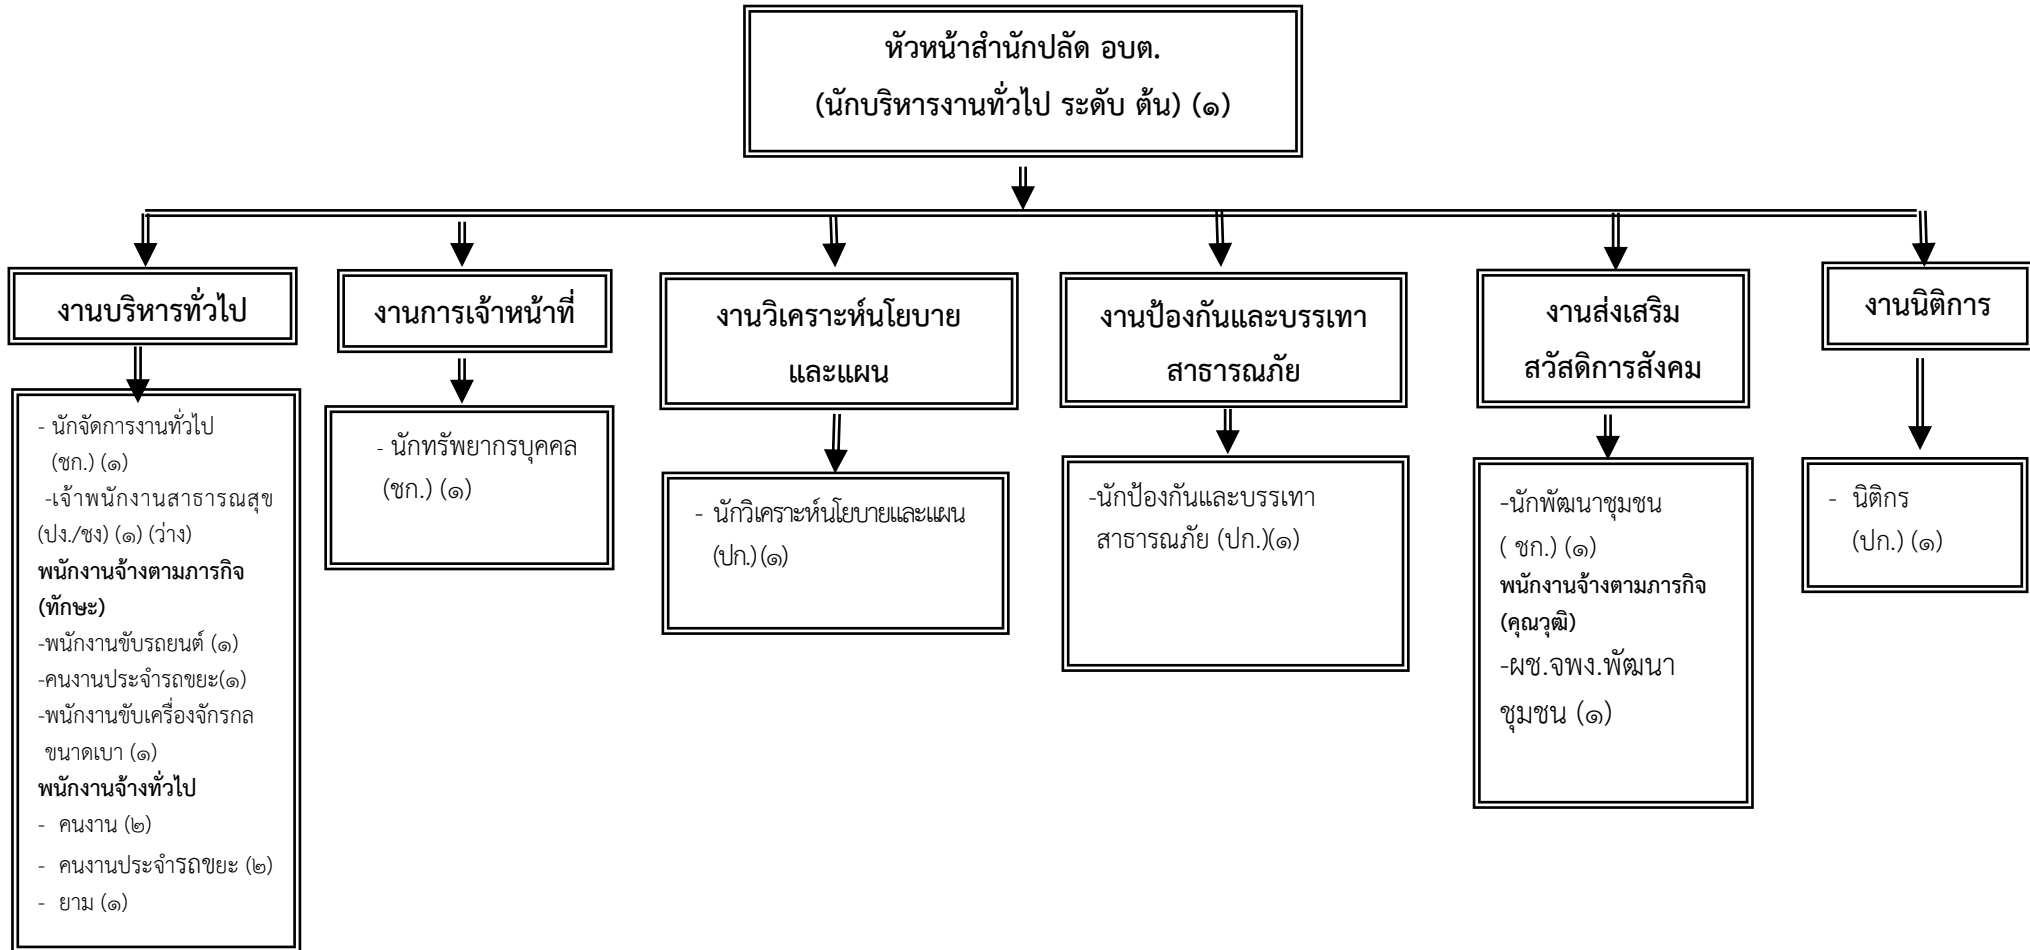 หัวหน้าสำนักปลัด อบต.
(นักบริหารงานทั่วไป ระดับ ต้น) (๑)
งานบริหารทั่วไป
- นักจัดการงานทั่วไป
(ชก.) (๑)
-เจ้าพนักงานสาธารณสุข
(ปง./ชง) (๑) (ว่าง)
พนักงานจ้างตามภารกิจ
(ทักษะ)
-พนักงานขับรถยนต์ (๑)
-คนงานประจำรถขยะ(๑)
-พนักงานขับเครื่องจักรกล
ขนาดเบา (๑)
พนักงานจ้างทั่วไป
- คนงาน (๒)
- คนงานประจำรถขยะ (๒)
- ยาม (๑)
งานการเจ้าหน้าที่
- นักทรัพยากรบุคคล
(ชก.) (๑)
งานวิเคราะห์นโยบาย
และแผน
- นักวิเคราะห์นโยบายและแผน
(ปก.)(๑)
งานป้องกันและบรรเทา
สาธารณภัย
-นักป้องกันและบรรเทา
สาธารณภัย (ปก.)(๑)
งานส่งเสริม
สวัสดิการสังคม
-นักพัฒนาชุมชน
( ชก.) (๑)
พนักงานจ้างตามภารกิจ
(คุณวุฒิ)
-ผช.จพง.พัฒนา
ชุมชน (๑)
งานนิติการ
- นิติกร
(ปก.) (๑)